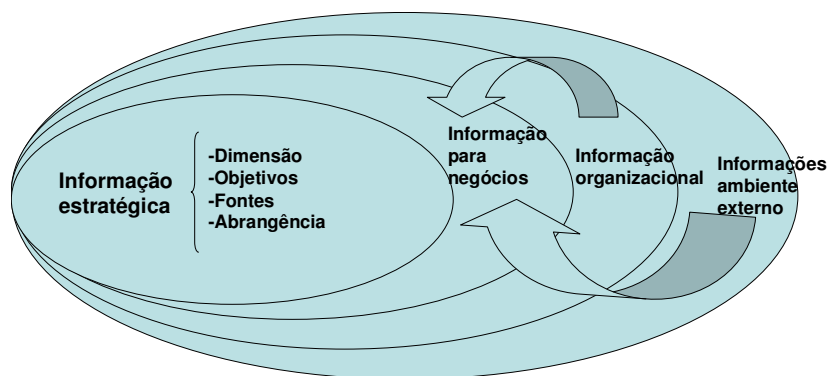 Informação
estratégica
-Dimensão
-Objetivos
-Fontes
-Abrangência
Informação
para
negócios
Informação
organizacional
Informações
ambiente
externo